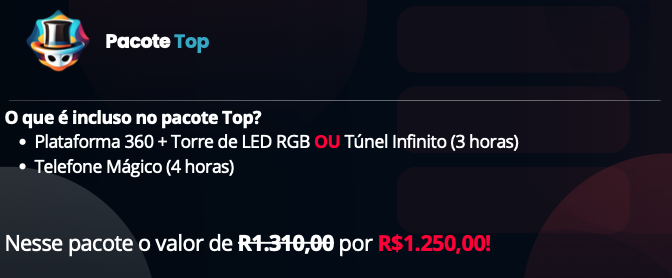 Pacote Top
O que é incluso no pacote Top?
• Plataforma 360 + Torre de LED RGB OU Túnel Infinito (3 horas)
• Telefone Mágico (4 horas)
Nesse pacote o valor de R1.310,00 por R$1.250,00!